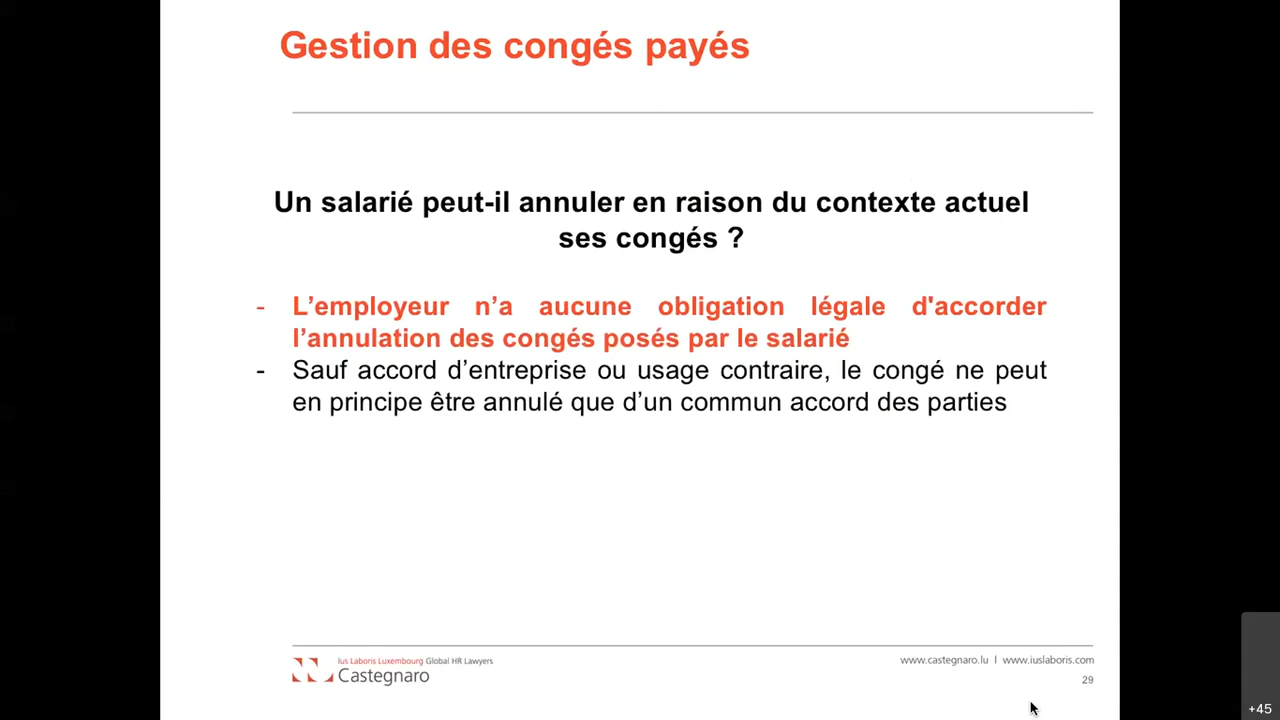 Gestion des congés payés
Un salarié peut-il annuler en raison du contexte actuel
ses congés ?
- L’employeur n’a aucune obligation légale d'accorder
l’annulation des congés posés par le salarié
- Sauf accord d’entreprise ou usage contraire, le congé ne peut
en principe être annulé que d’un commun accord des parties
Ius Laboris Luxembourg Global HR Lawyers
Castegnaro
www.castegnaro.lu I www.iuslaboris.com
29
+45